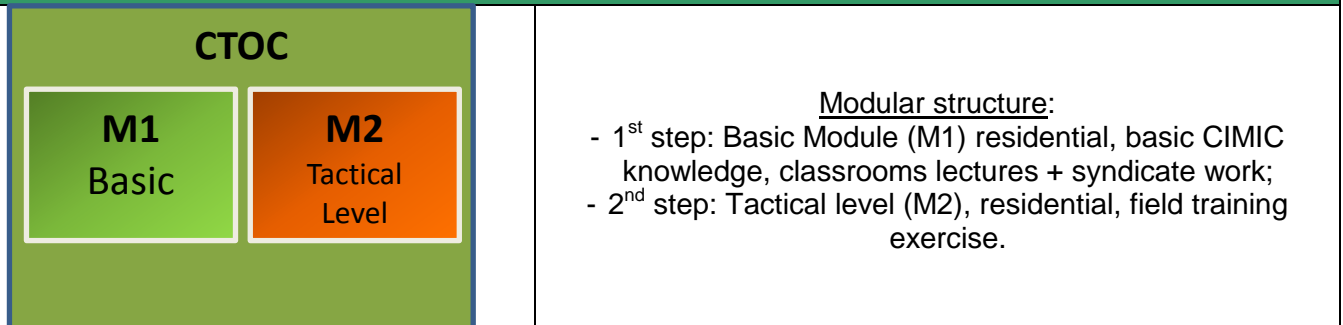 CTOC
M1
Basic
M2
Tactical
Level
Modular structure:
- 1st step: Basic Module (M1) residential, basic CIMIC
knowledge, classrooms lectures + syndicate work;
- 2nd step: Tactical level (M2), residential, field training
exercise.